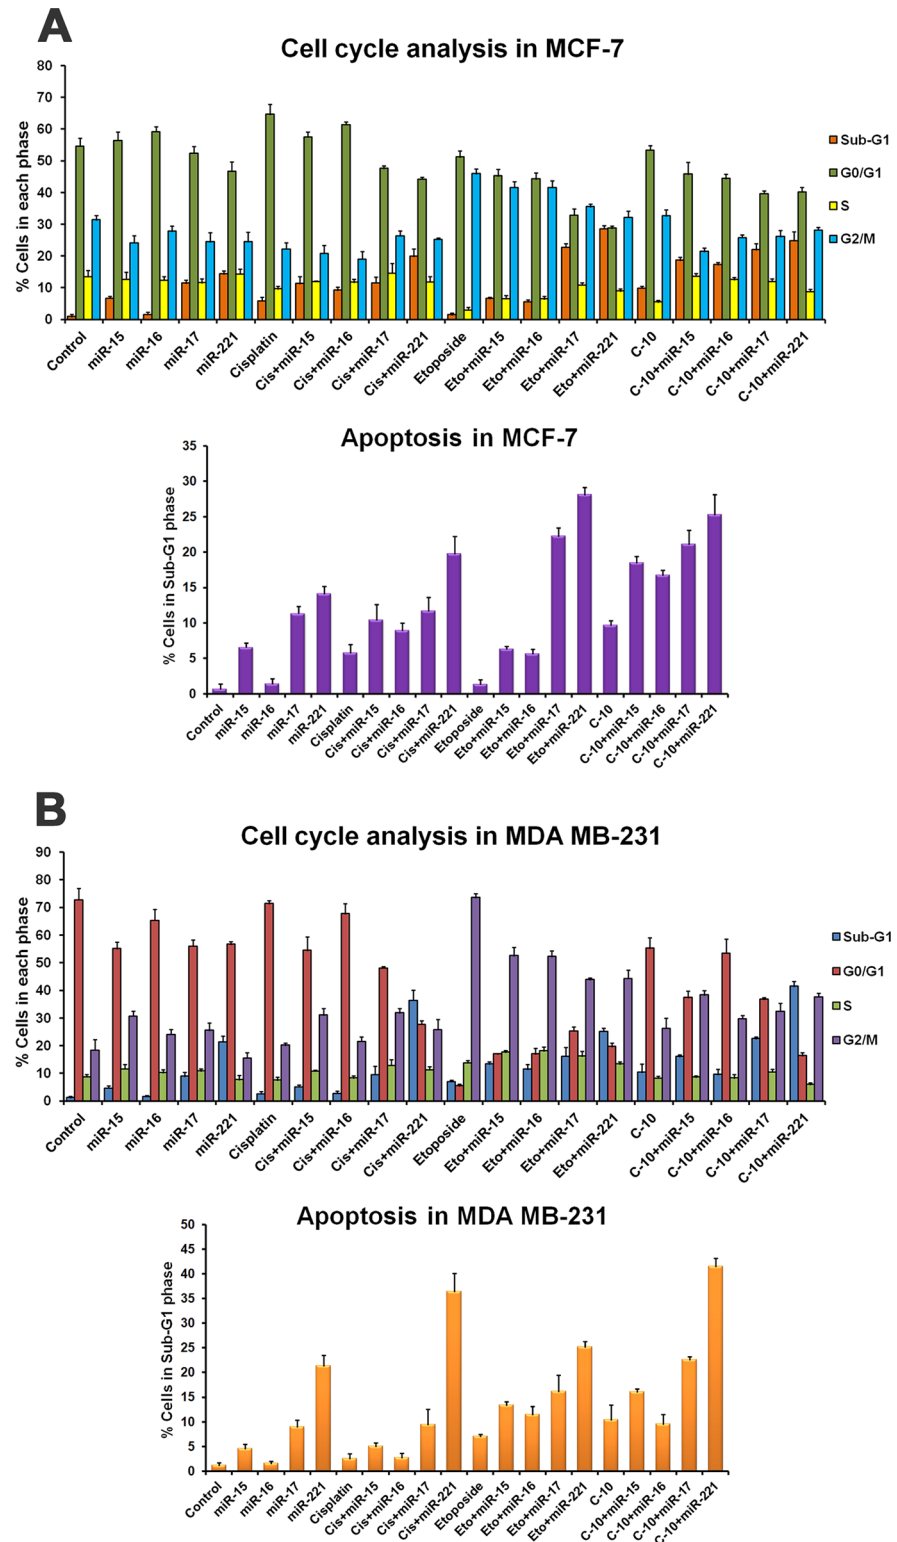 A
Cell cycle analysis in MCF-7
% Cells in each phase
80
70
60
50
40
30
20
10
0
Sub-G1
G0/G1
S
G2/M
Control
miR-15
miR-16
miR-17
miR-221
Cisplatin
Cis+miR-15
Cis+miR-16
Cis+miR-17
Cis+miR-221
Etoposide
Eto+miR-15
Eto+miR-16
Eto+miR-17
Eto+miR-221
C-10
C-10+miR-15
C-10+miR-16
C-10+miR-17
C-10+miR-221
Apoptosis in MCF-7
% Cells in Sub-G1 phase
35
30
25
20
15
10
5
0
Control
miR-15
miR-16
miR-17
miR-221
Cisplatin
Cis+miR-15
Cis+miR-16
Cis+miR-17
Cis+miR-221
Etoposide
Eto+miR-15
Eto+miR-16
Eto+miR-17
Eto+miR-221
C-10
C-10+miR-15
C-10+miR-16
C-10+miR-17
C-10+miR-221
B
Cell cycle analysis in MDA MB-231
% Cells in each phase
90
80
70
60
50
40
30
20
10
0
Sub-G1
G0/G1
S
G2/M
Control
miR-15
miR-16
miR-17
miR-221
Cisplatin
Cis+miR-15
Cis+miR-16
Cis+miR-17
Cis+miR-221
Etoposide
Eto+miR-15
Eto+miR-16
Eto+miR-17
Eto+miR-221
C-10
C-10+miR-15
C-10+miR-16
C-10+miR-17
C-10+miR-221
Apoptosis in MDA MB-231
% Cells in Sub-G1 phase
50
45
40
35
30
25
20
15
10
5
0
Control
miR-15
miR-16
miR-17
miR-221
Cisplatin
Cis+miR-15
Cis+miR-16
Cis+miR-17
Cis+miR-221
Etoposide
Eto+miR-15
Eto+miR-16
Eto+miR-17
Eto+miR-221
C-10
C-10+miR-15
C-10+miR-16
C-10+miR-17
C-10+miR-221